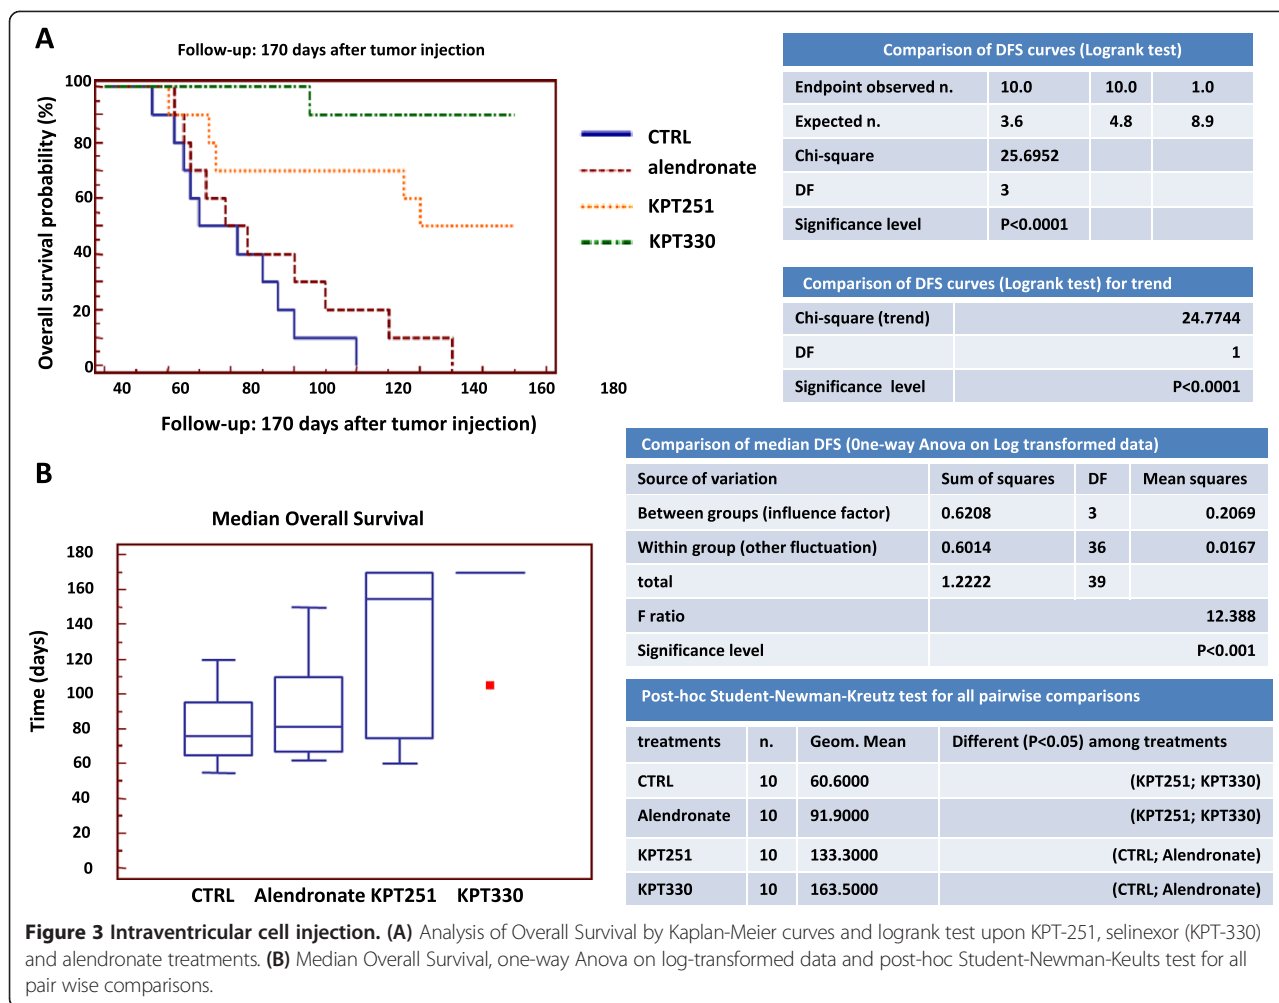 A
Follow-up: 170 days after tumor injection
Overall survival probability (%)
100
80
60
40
20
0
40 60 80 100 120 140 160 180
Follow-up: 170 days after tumor injection)
CTRL
alendronate
KPT251
KPT330
Comparison of DFS curves (Logrank test)
Endpoint observed n. 10.0 10.0 1.0
Expected n. 3.6 4.8 8.9
Chi-square 25.6952
DF 3
Significance level P<0.0001
Comparison of DFS curves (Logrank test) for trend
Chi-square (trend) 24.7744
DF 1
Significance level P<0.0001
B
Median Overall Survival
Time (days)
180
160
140
120
100
80
60
40
20
0
CTRL Alendronate KPT251 KPT330
Comparison of median DFS (0ne-way Anova on Log transformed data)
Source of variation Sum of squares DF Mean squares
Between groups (influence factor) 0.6208 3 0.2069
Within group (other fluctuation) 0.6014 36 0.0167
total 1.2222 39
F ratio 12.388
Significance level P<0.001
Post-hoc Student-Newman-Kreutz test for all pairwise comparisons
treatments n. Geom. Mean Different (P<0.05) among treatments
CTRL 10 60.6000 (KPT251; KPT330)
Alendronate 10 91.9000 (KPT251; KPT330)
KPT251 10 133.3000 (CTRL; Alendronate)
KPT330 10 163.5000 (CTRL; Alendronate)
Figure 3 Intraventricular cell injection. (A) Analysis of Overall Survival by Kaplan-Meier curves and logrank test upon KPT-251, selinexor (KPT-330)
and alendronate treatments. (B) Median Overall Survival, one-way Anova on log-transformed data and post-hoc Student-Newman-Keults test for all
pair wise comparisons.